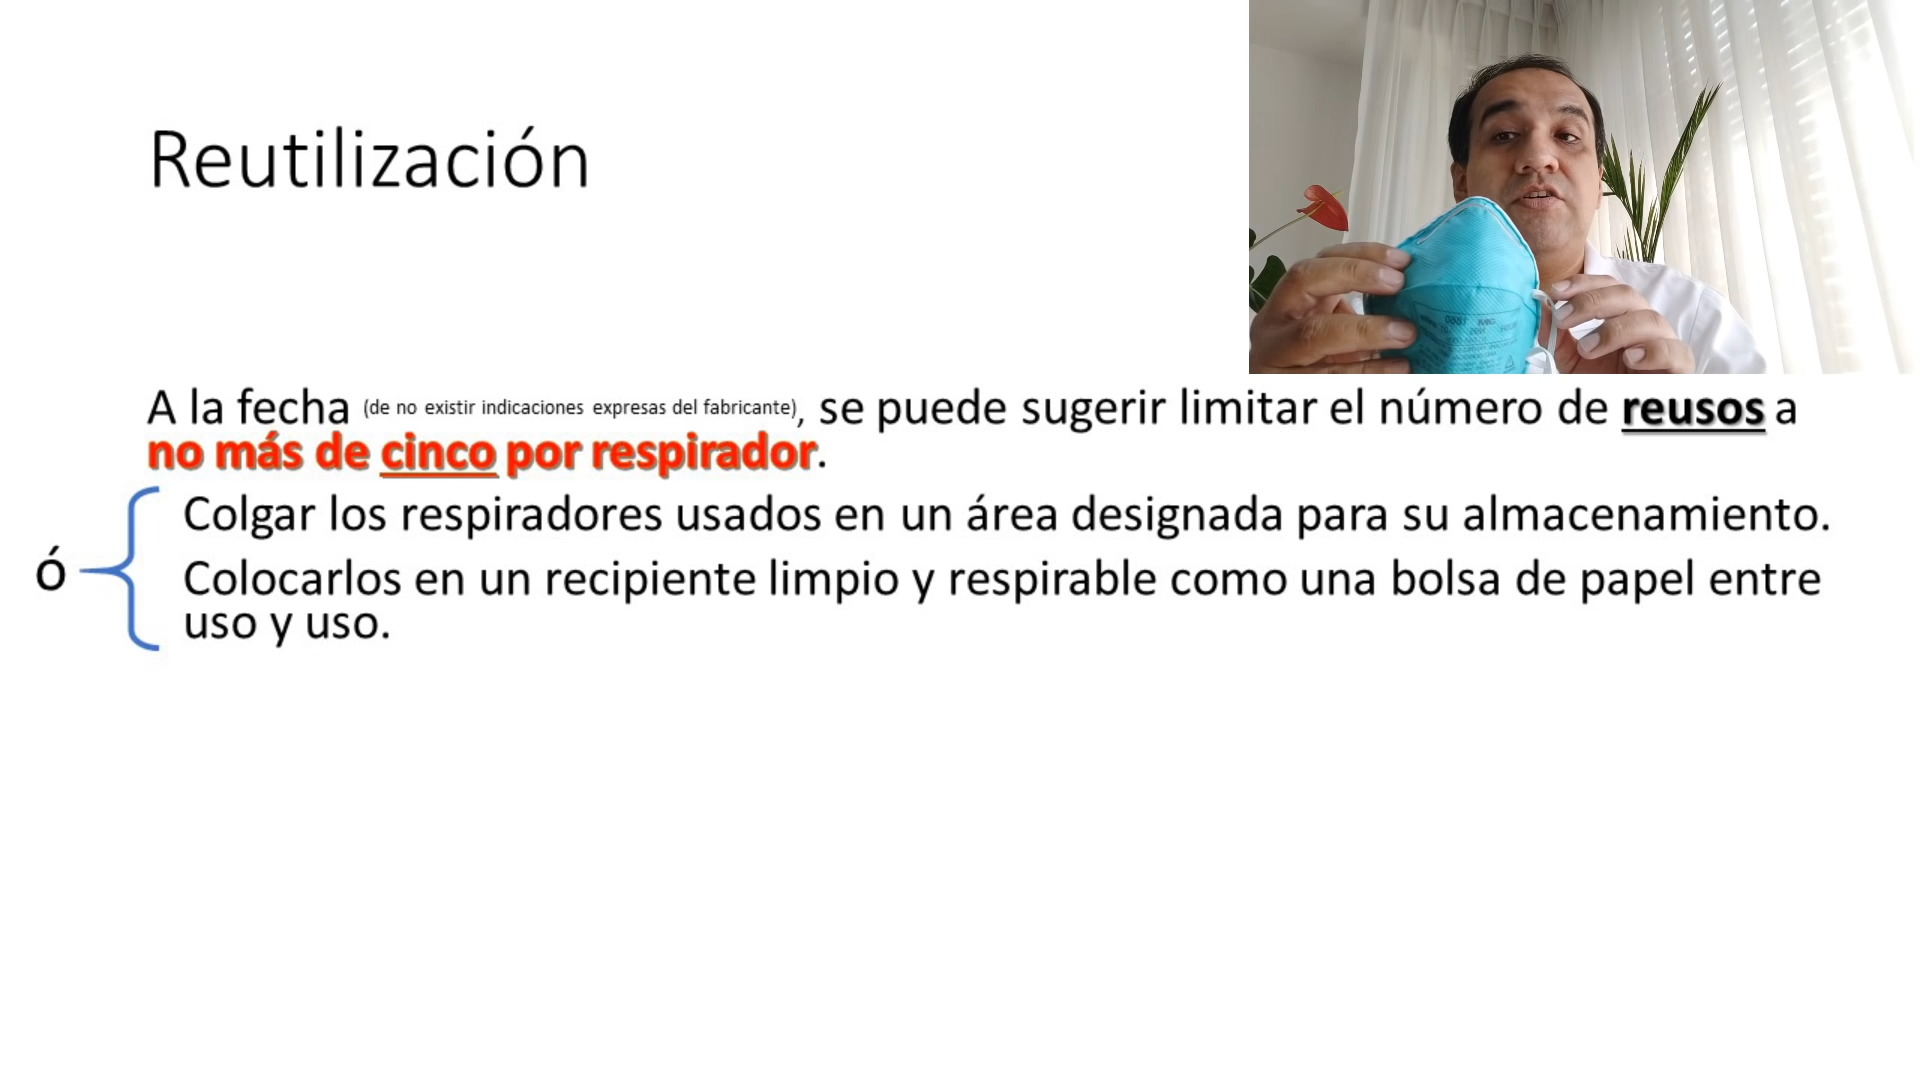 Reutilización
A la fecha (de no existir indicaciones expresas del fabricante), se puede sugerir limitar el número de reusos a
no más de cinco por respirador.
Colgar los respiradores usados en un área designada para su almacenamiento.
ó
Colocarlos en un recipiente limpio y respirable como una bolsa de papel entre
uso y uso.